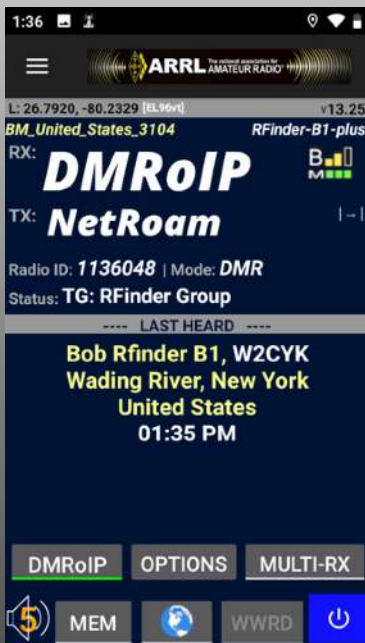 1:36
ARRL The national association for AMATEUR RADIO
L: 26.7920, -80.2329 [EL96vt] v13.25
BM_United_States_3104 RFinder-B1-plus
RX: DMRoIP B
M
TX: NetRoam |→|
Radio ID: 1136048 | Mode: DMR
Status: TG: RFinder Group
---- LAST HEARD ----
Bob Rfinder B1, W2CYK
Wading River, New York
United States
01:35 PM
DMRoIP OPTIONS MULTI-RX
5 MEM WWRD